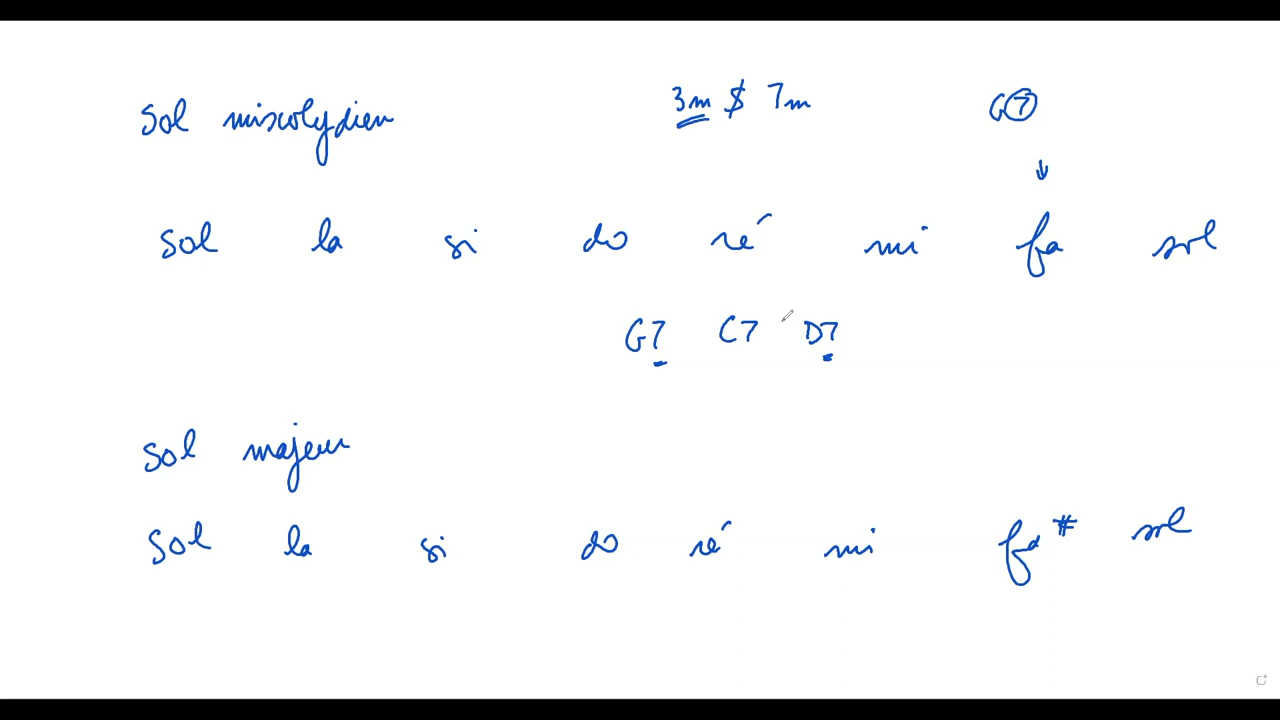 Sol mixolydien 3m $ 7m G7
sol la si do ré mi fa sol
G7 C7 D7
Sol majeur
sol la si do ré mi fa# sol